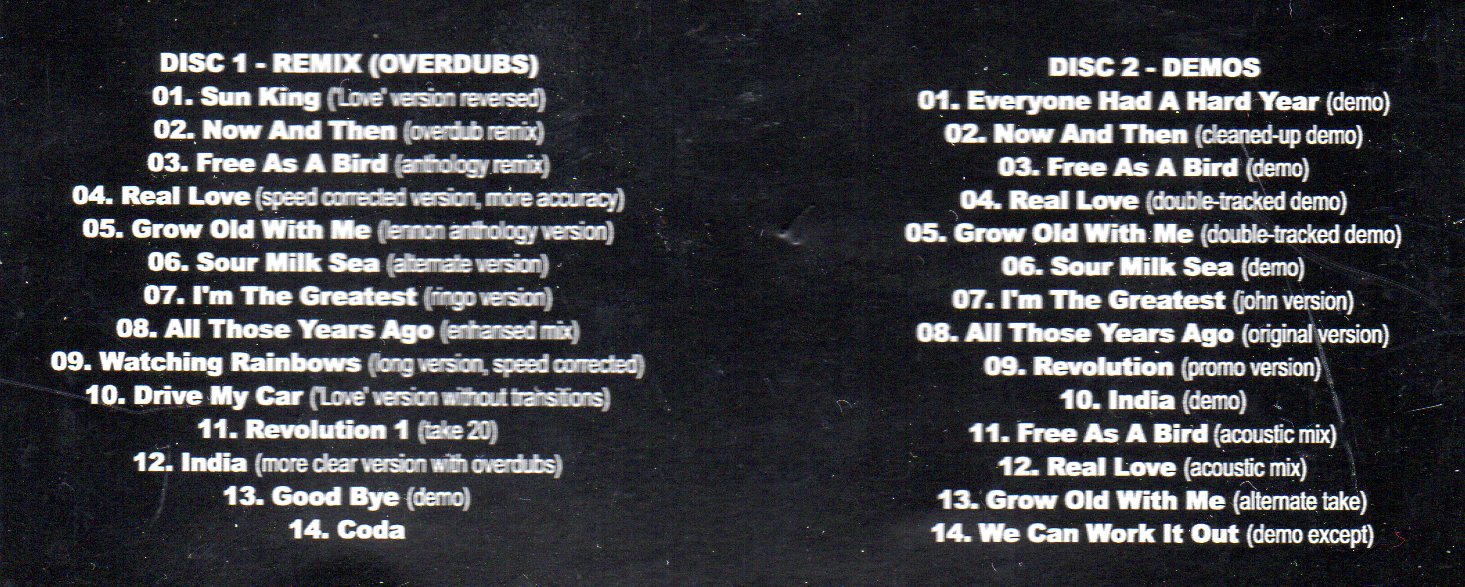 DISC 1 - REMIX (OVERDUBS)
01. Sun King ('Love' version reversed)
02. Now And Then (overdub remix)
03. Free As A Bird (anthology remix)
04. Real Love (speed corrected version, more accuracy)
05. Grow Old With Me (lennon anthology version)
06. Sour Milk Sea (alternate version)
07. I'm The Greatest (ringo version)
08. All Those Years Ago (enhansed mix)
09. Watching Rainbows (long version, speed corrected)
10. Drive My Car ('Love' version without transitions)
11. Revolution 1 (take 20)
12. India (more clear version with overdubs)
13. Good Bye (demo)
14. Coda
DISC 2 - DEMOS
01. Everyone Had A Hard Year (demo)
02. Now And Then (cleaned-up demo)
03. Free As A Bird (demo)
04. Real Love (double-tracked demo)
05. Grow Old With Me (double-tracked demo)
06. Sour Milk Sea (demo)
07. I'm The Greatest (john version)
08. All Those Years Ago (original version)
09. Revolution (promo version)
10. India (demo)
11. Free As A Bird (acoustic mix)
12. Real Love (acoustic mix)
13. Grow Old With Me (alternate take)
14. We Can Work It Out (demo except)